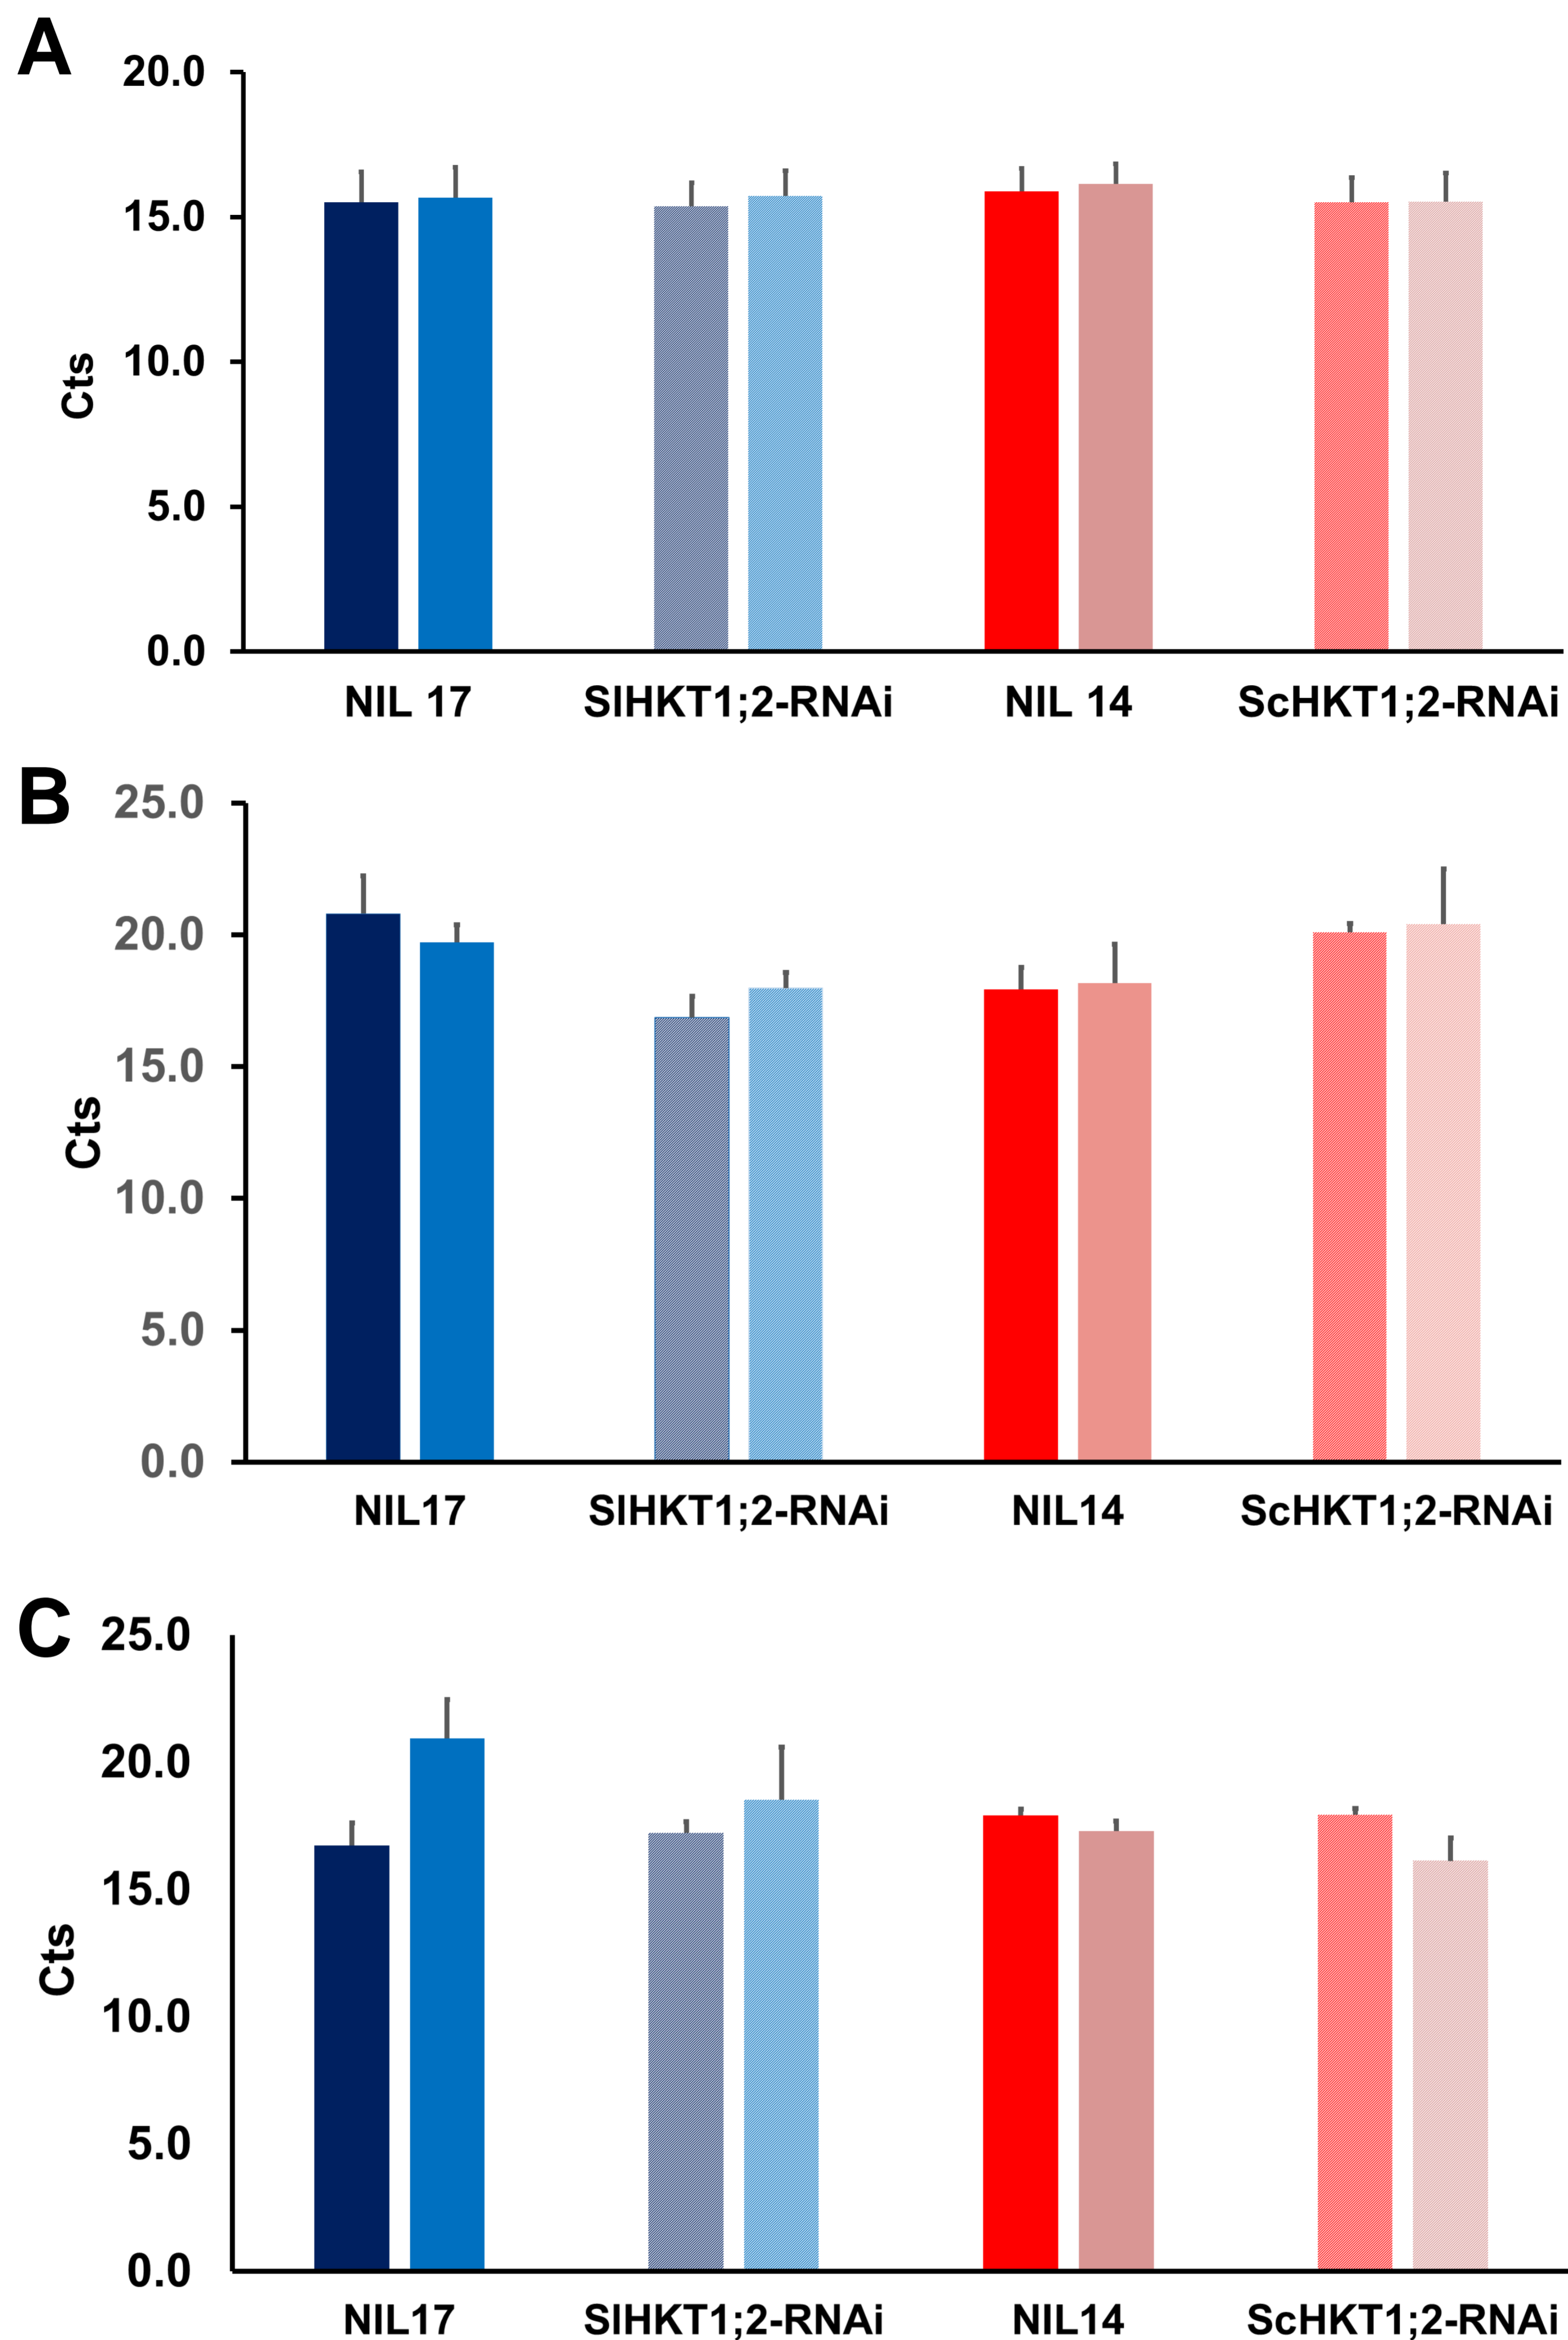 A
20.0
15.0
10.0
5.0
0.0
Cts
NIL 17 SlHKT1;2-RNAi NIL 14 ScHKT1;2-RNAi
B
25.0
20.0
15.0
10.0
5.0
0.0
Cts
NIL17 SlHKT1;2-RNAi NIL14 ScHKT1;2-RNAi
C
25.0
20.0
15.0
10.0
5.0
0.0
Cts
NIL17 SlHKT1;2-RNAi NIL14 ScHKT1;2-RNAi